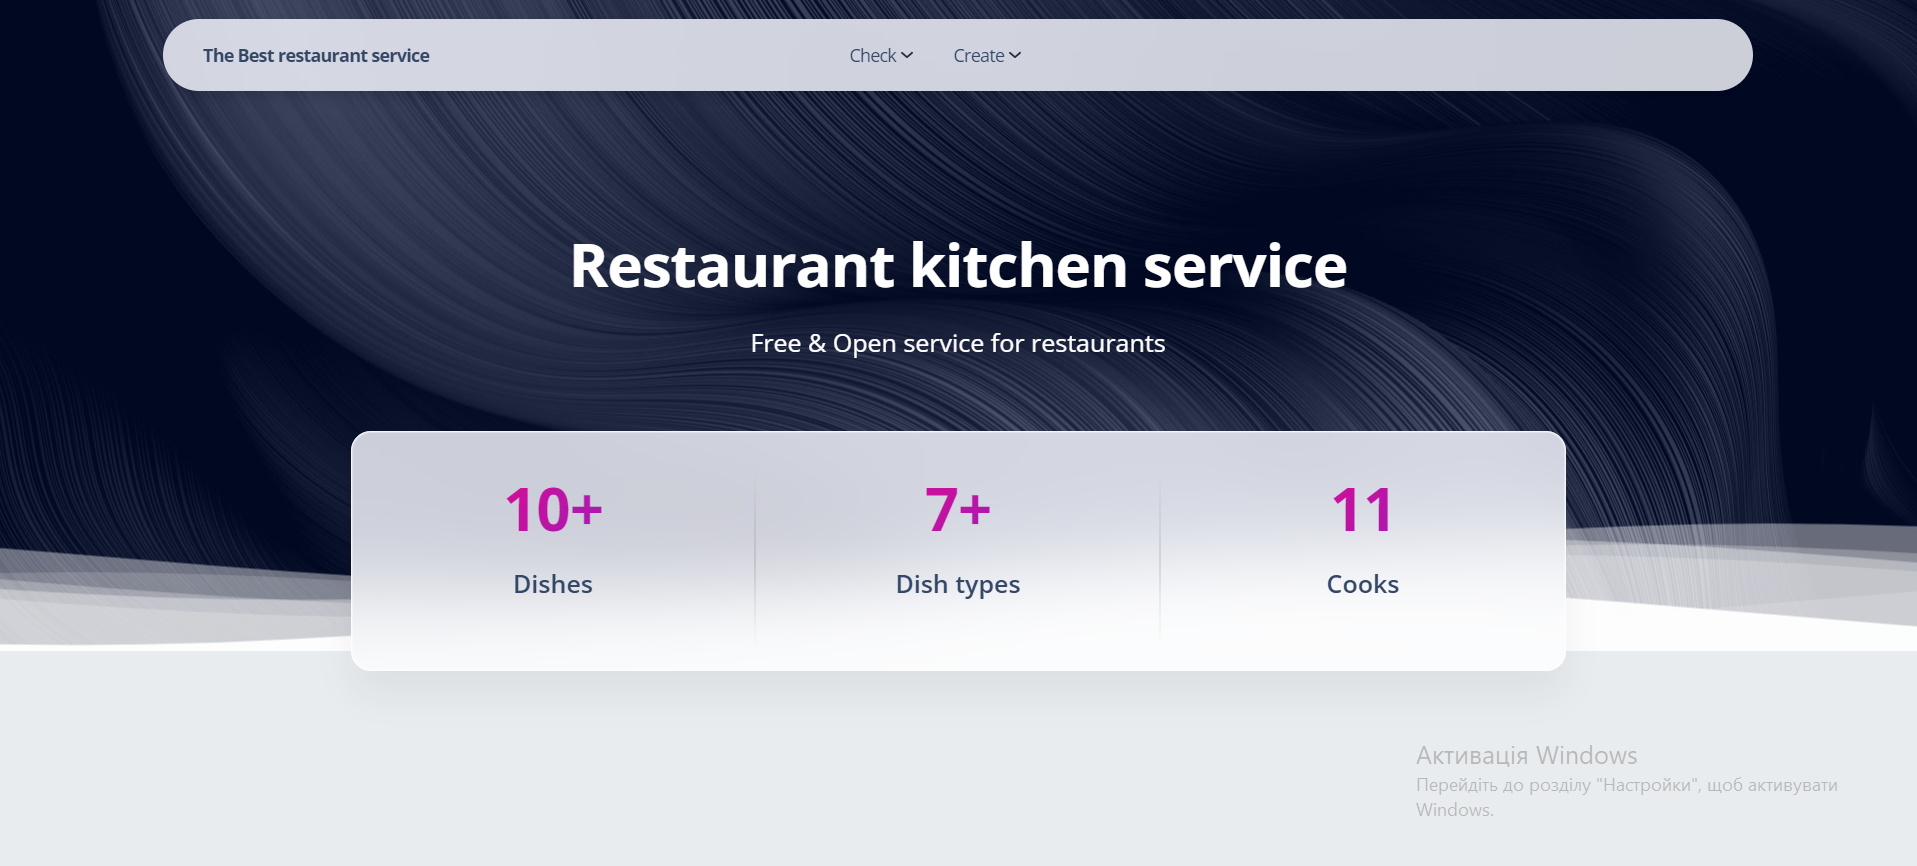 The Best restaurant service
Check
Create
Restaurant kitchen service
Free & Open service for restaurants
10+
7+
11
Dishes
Dish types
Cooks
Активація Windows
Перейдіть до розділу "Настройки", щоб активувати
Windows.